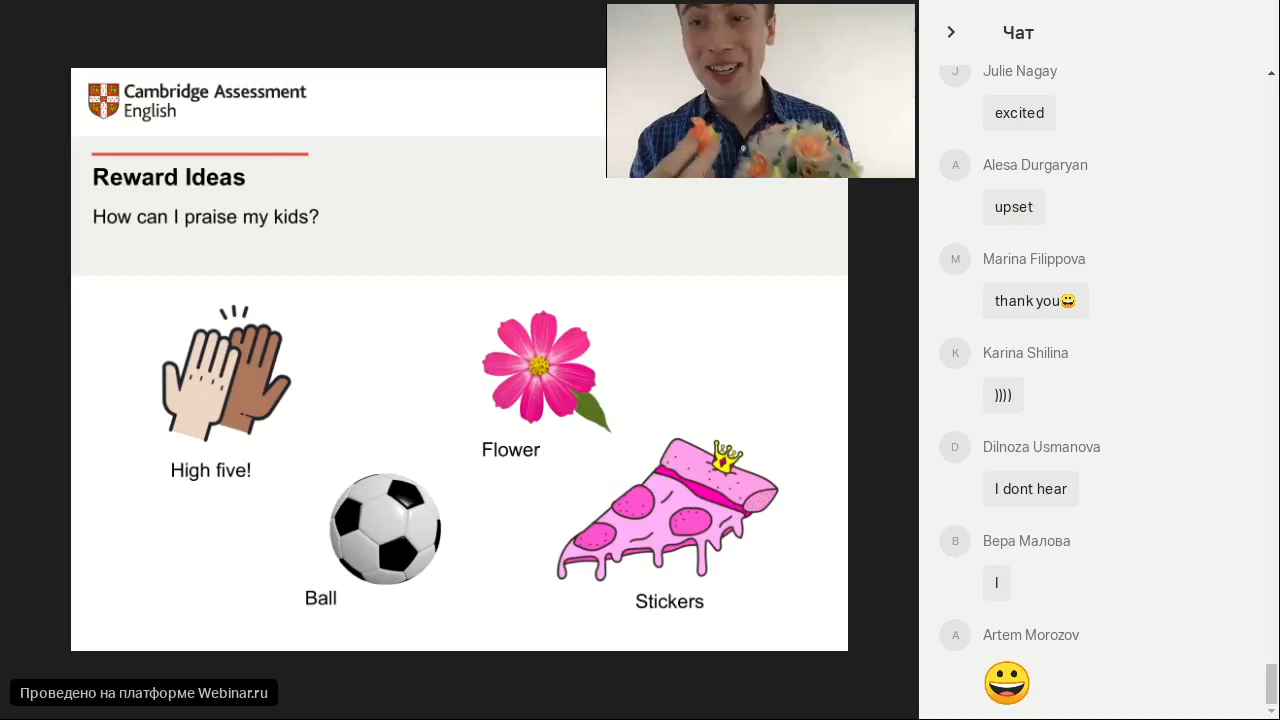 Cambridge Assessment
English
Reward Ideas
How can I praise my kids?
High five!
Flower
Ball
Stickers
Проведено на платформе Webinar.ru
Чат
J
Julie Nagay
excited
A
Alesa Durgaryan
upset
M
Marina Filippova
thank you😀
K
Karina Shilina
))))
D
Dilnoza Usmanova
I dont hear
В
Вера Малова
I
A
Artem Morozov
😀